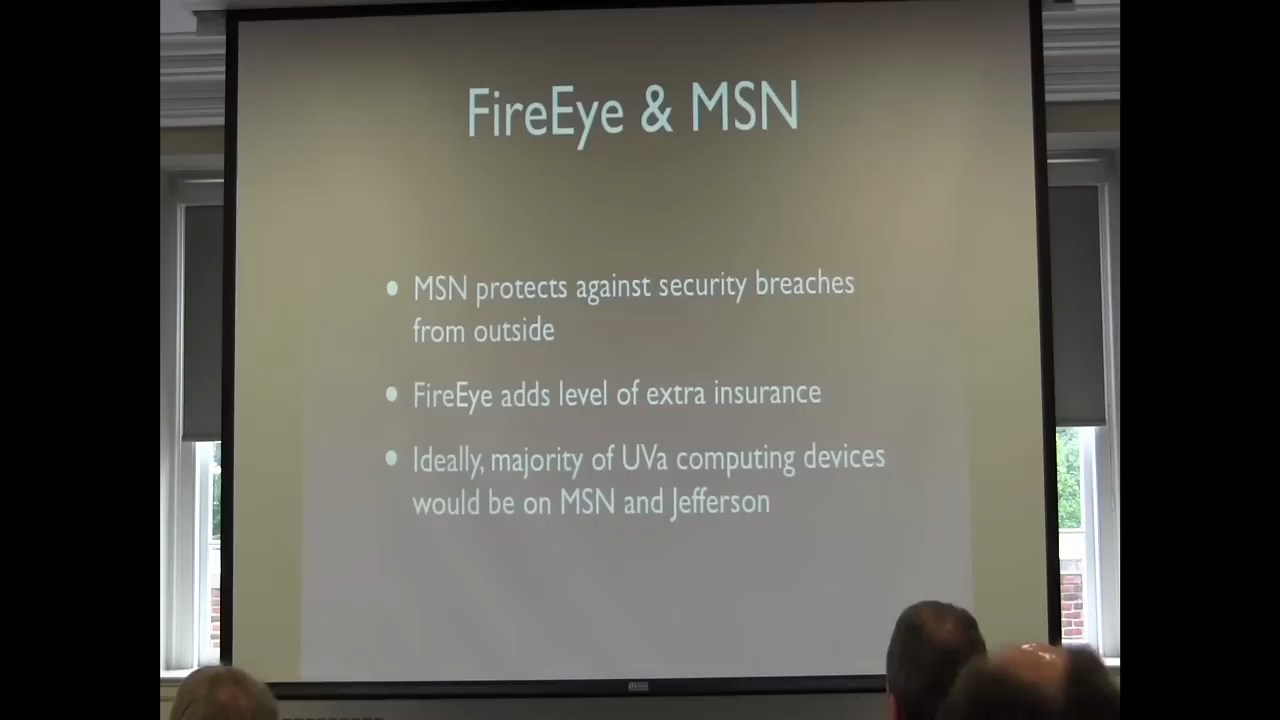 FireEye & MSN
• MSN protects against security breaches
from outside
• FireEye adds level of extra insurance
• Ideally, majority of UVa computing devices
would be on MSN and Jefferson